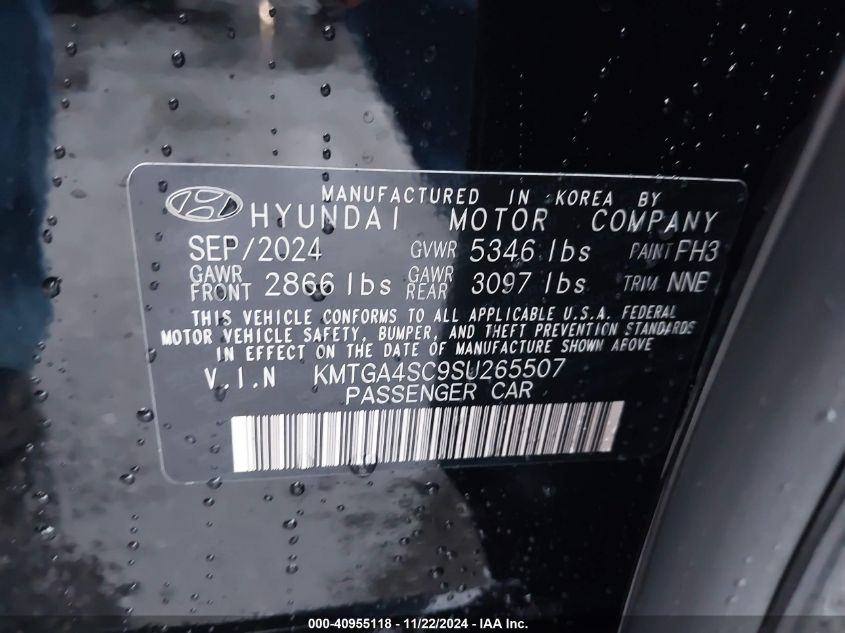 MANUFACTURED IN KOREA BY
HYUNDAI MOTOR COMPANY
SEP/2024 GVWR 5346 lbs PAINT FH3
GAWR FRONT 2866 lbs GAWR REAR 3097 lbs TRIM NNB
THIS VEHICLE CONFORMS TO ALL APPLICABLE U.S.A. FEDERAL
MOTOR VEHICLE SAFETY, BUMPER, AND THEFT PREVENTION STANDARDS
IN EFFECT ON THE DATE OF MANUFACTURE SHOWN ABOVE
V.I.N KMTGA4SC9SU265507
PASSENGER CAR
000-40955118 - 11/22/2024 - IAA Inc.